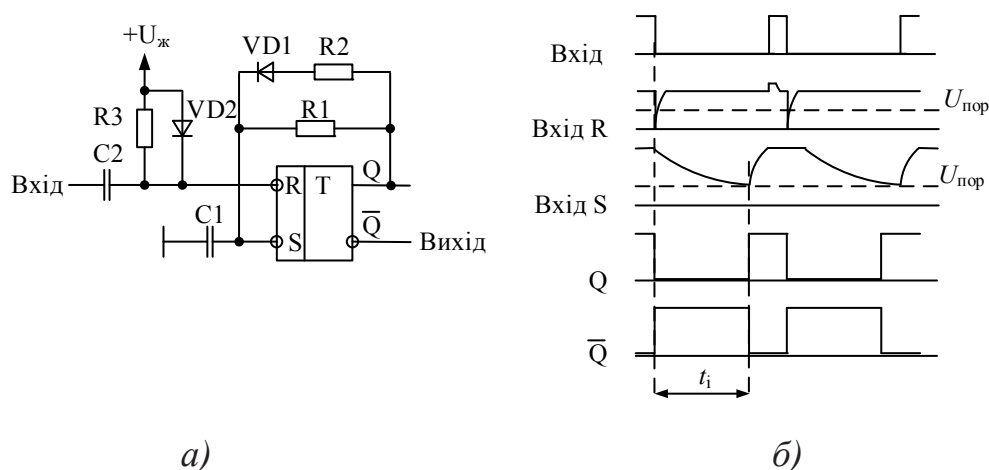 +Uж
VD1
R2
R3
VD2
R1
C2
Вхід
R
T
Q
C1
S
Q̅
Вихід
а)
Вхід
Uпор
Вхід R
Uпор
Вхід S
Q
Q̅
tі
б)